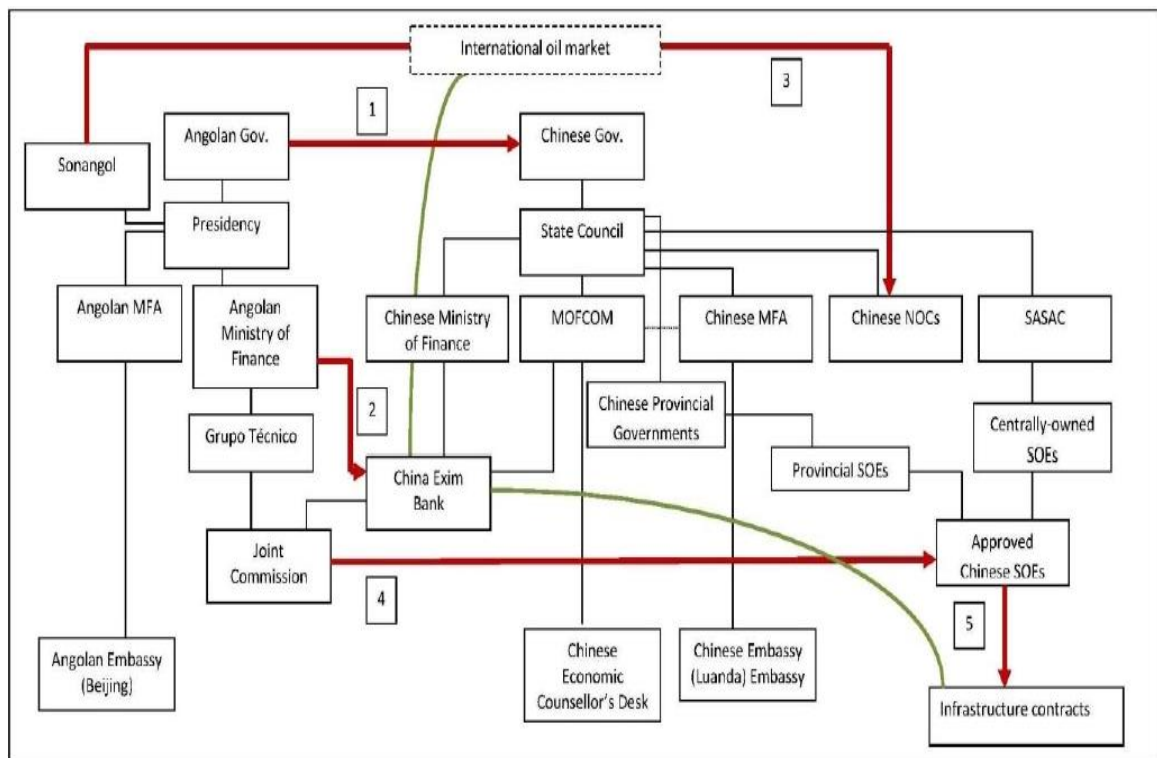 International oil market
3
1
Angolan Gov.
Chinese Gov.
Sonangol
Presidency
State Council
Angolan MFA
Angolan
Ministry of
Finance
Chinese Ministry
of Finance
MOFCOM
Chinese MFA
Chinese NOCs
SASAC
2
Chinese Provincial
Governments
Grupo Técnico
Centrally-owned
SOEs
Provincial SOEs
China Exim
Bank
Joint
Commission
Approved
Chinese SOEs
4
5
Angolan Embassy
(Beijing)
Chinese
Economic
Counsellor's Desk
Chinese Embassy
(Luanda) Embassy
Infrastructure contracts